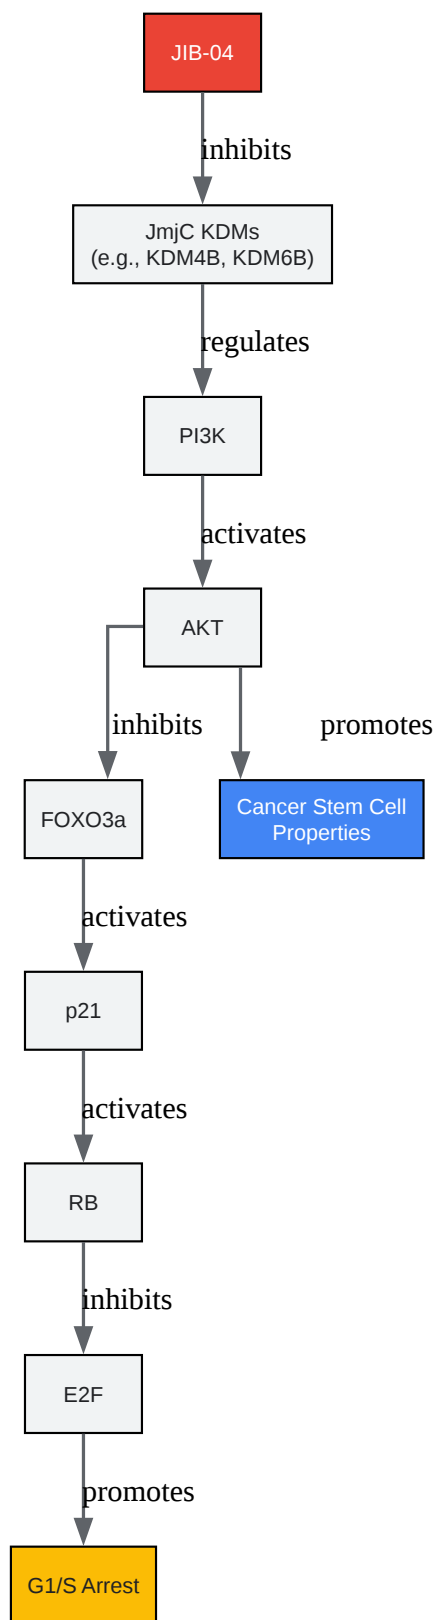 JIB-04
inhibits
JmjC KDMs
(e.g., KDM4B, KDM6B)
regulates
PI3K
activates
AKT
inhibits
promotes
FOXO3a
Cancer Stem Cell
Properties
activates
p21
activates
RB
inhibits
E2F
promotes
G1/S Arrest